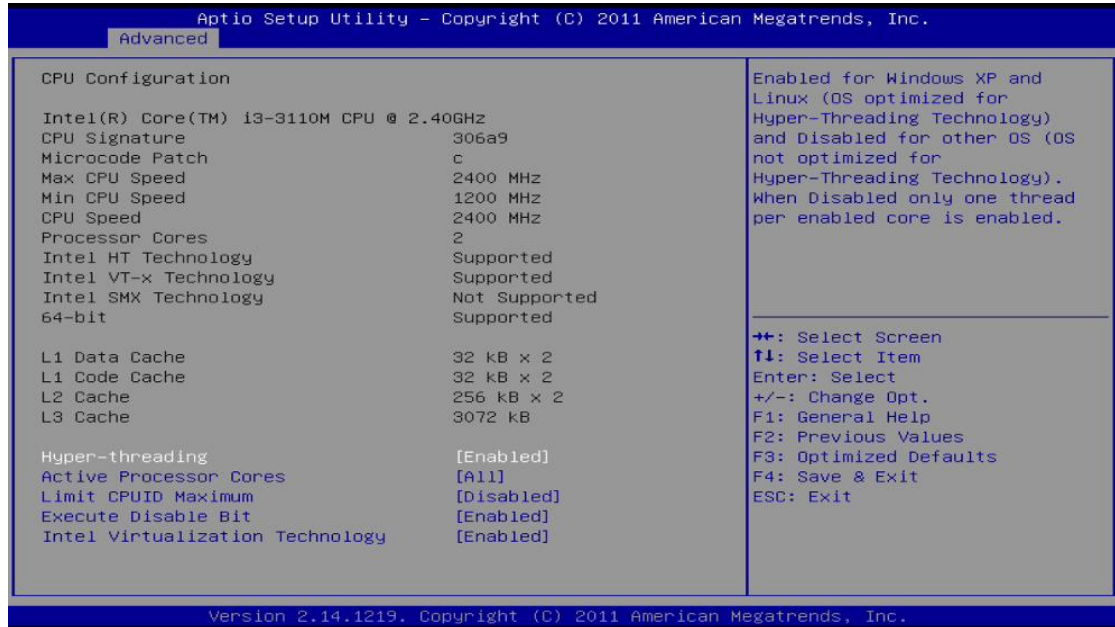 Aptio Setup Utility – Copyright (C) 2011 American Megatrends, Inc.
Advanced
CPU Configuration
Intel(R) Core(TM) i3-3110M CPU @ 2.40GHz
CPU Signature 306a9
Microcode Patch c
Max CPU Speed 2400 MHz
Min CPU Speed 1200 MHz
CPU Speed 2400 MHz
Processor Cores 2
Intel HT Technology Supported
Intel VT-x Technology Supported
Intel SMX Technology Not Supported
64-bit Supported
L1 Data Cache 32 kB x 2
L1 Code Cache 32 kB x 2
L2 Cache 256 kB x 2
L3 Cache 3072 kB
Hyper-threading [Enabled]
Active Processor Cores [All]
Limit CPUID Maximum [Disabled]
Execute Disable Bit [Enabled]
Intel Virtualization Technology [Enabled]
Enabled for Windows XP and
Linux (OS optimized for
Hyper-Threading Technology)
and Disabled for other OS (OS
not optimized for
Hyper-Threading Technology).
When Disabled only one thread
per enabled core is enabled.
→←: Select Screen
↑↓: Select Item
Enter: Select
+/-: Change Opt.
F1: General Help
F2: Previous Values
F3: Optimized Defaults
F4: Save & Exit
ESC: Exit
Version 2.14.1219. Copyright (C) 2011 American Megatrends, Inc.